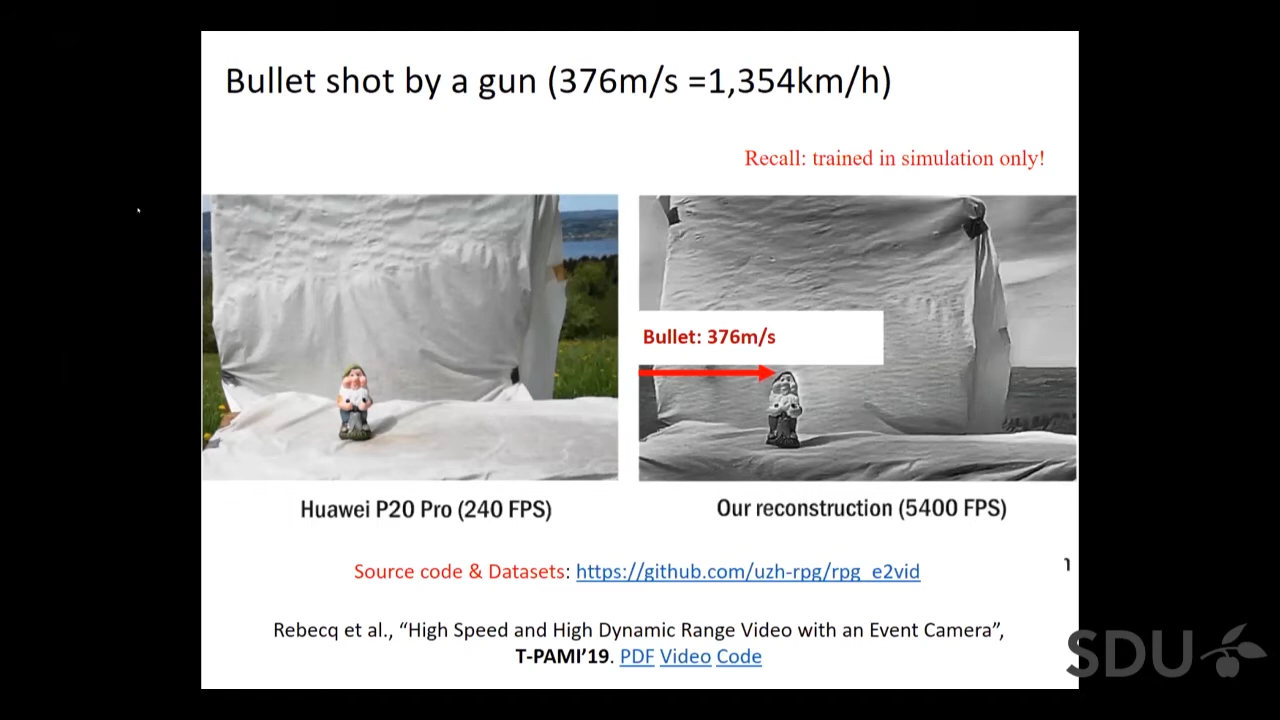 Bullet shot by a gun (376m/s =1,354km/h)
Recall: trained in simulation only!
Bullet: 376m/s
Huawei P20 Pro (240 FPS)
Our reconstruction (5400 FPS)
Source code & Datasets: https://github.com/uzh-rpg/rpg_e2vid
Rebecq et al., “High Speed and High Dynamic Range Video with an Event Camera”,
T-PAMI’19. PDF Video Code
SDU